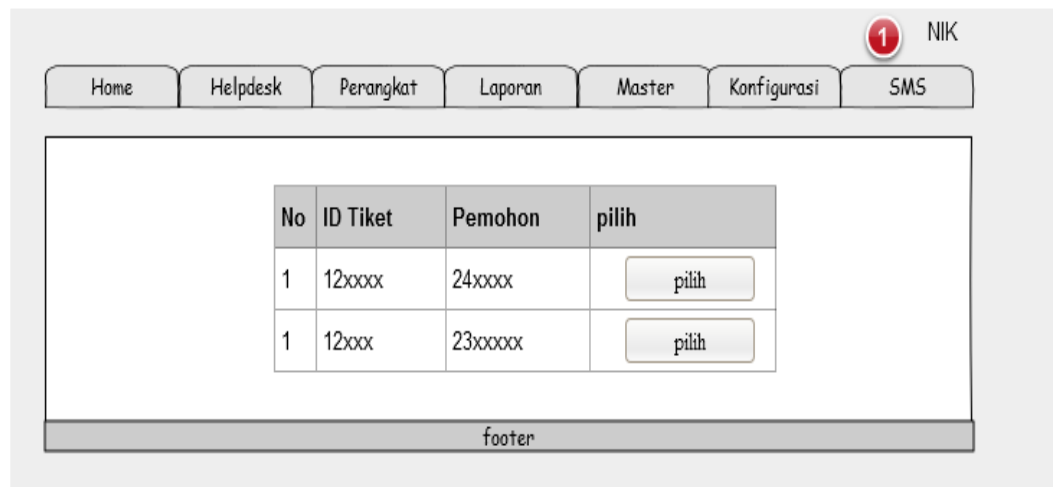 1 NIK
Home Helpdesk Perangkat Laporan Master Konfigurasi SMS
No ID Tiket Pemohon pilih
1 12xxxx 24xxxx pilih
1 12xxx 23xxxxx pilih
footer